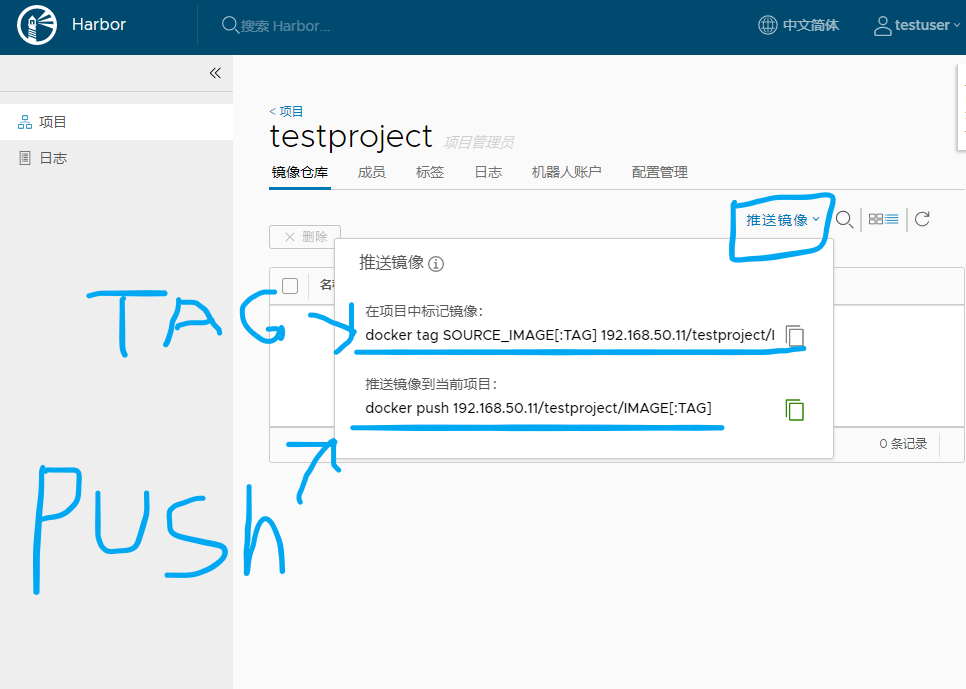 Harbor
搜索 Harbor...
中文简体
testuser
项目
日志
< 项目
testproject 项目管理员
镜像仓库 成员 标签 日志 机器人账户 配置管理
推送镜像
删除
推送镜像
在项目中标记镜像:
docker tag SOURCE_IMAGE[:TAG] 192.168.50.11/testproject/I
推送镜像到当前项目:
docker push 192.168.50.11/testproject/IMAGE[:TAG]
0 条记录
TAG
PUSh